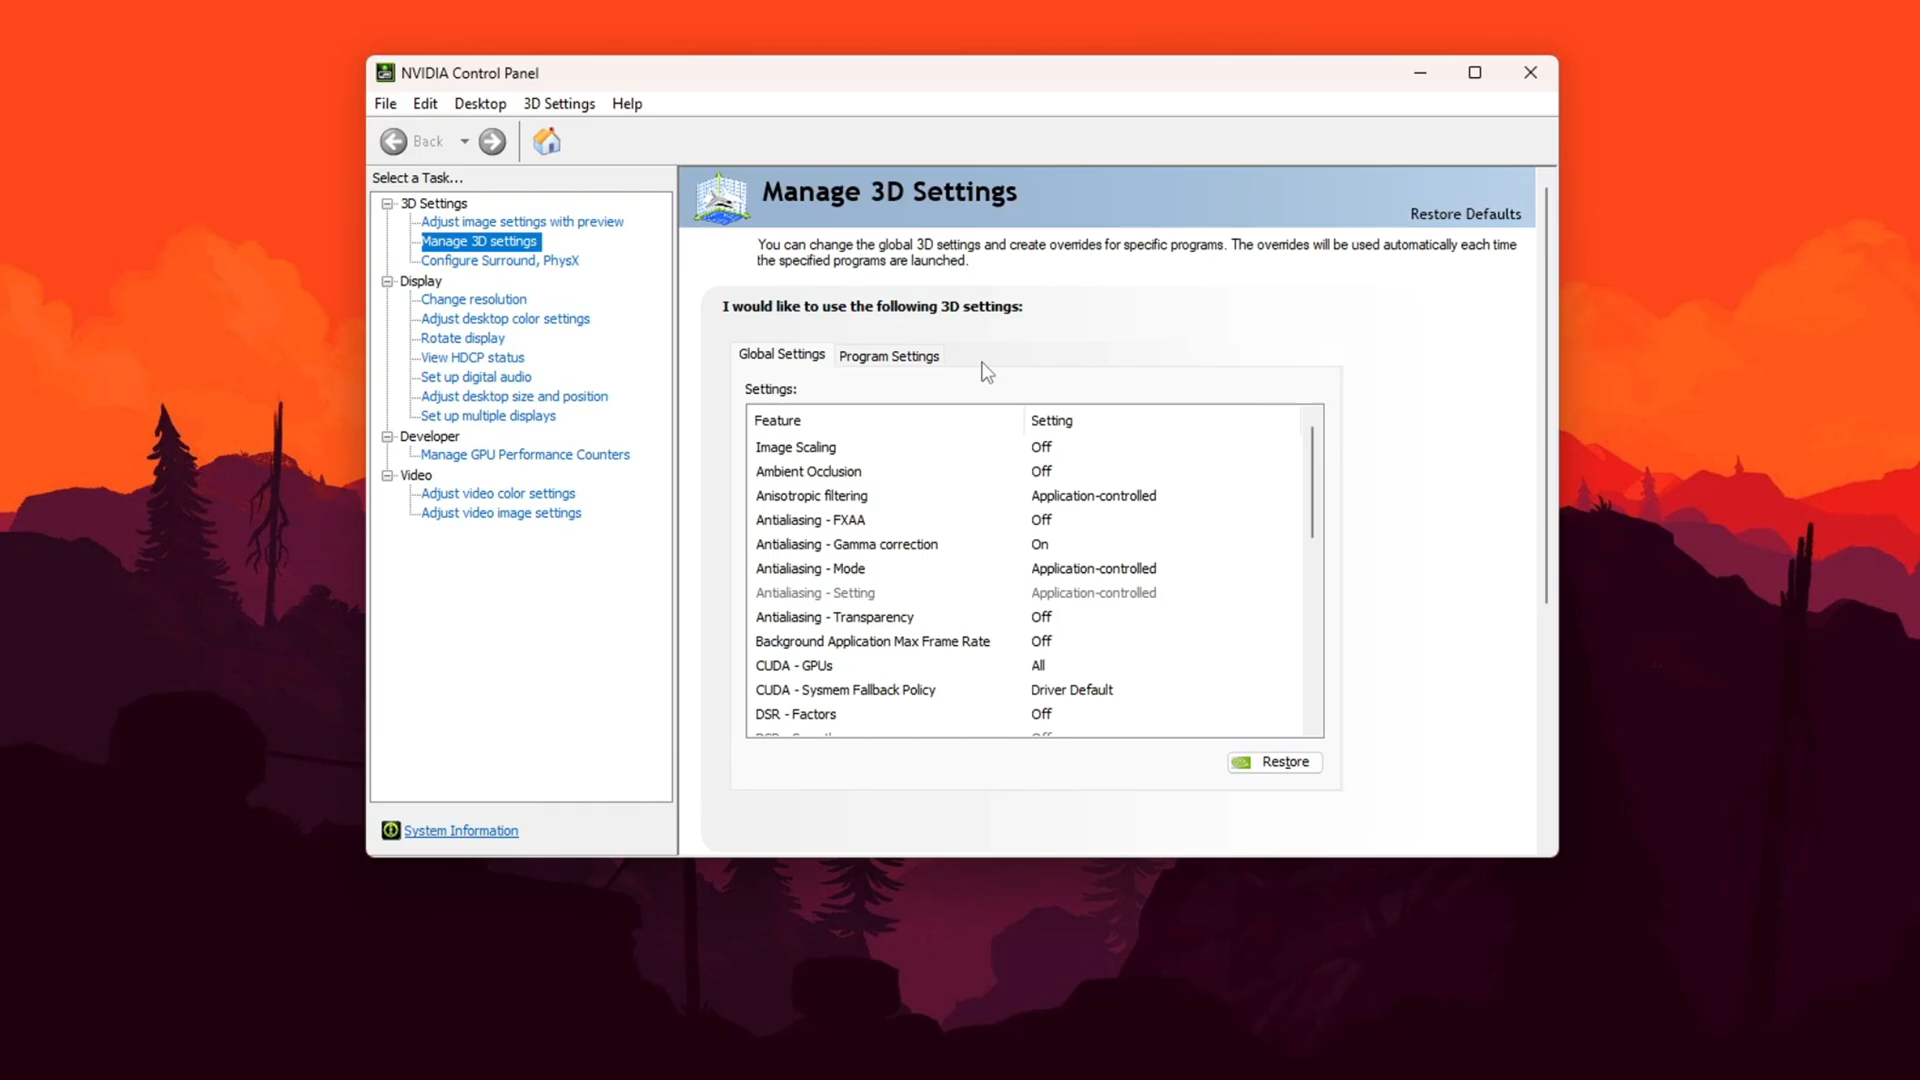 NVIDIA Control Panel
File Edit Desktop 3D Settings Help
Back
Select a Task...
3D Settings
Adjust image settings with preview
Manage 3D settings
Configure Surround, PhysX
Display
Change resolution
Adjust desktop color settings
Rotate display
View HDCP status
Set up digital audio
Adjust desktop size and position
Set up multiple displays
Developer
Manage GPU Performance Counters
Video
Adjust video color settings
Adjust video image settings
System Information
Manage 3D Settings
Restore Defaults
You can change the global 3D settings and create overrides for specific programs. The overrides will be used automatically each time
the specified programs are launched.
I would like to use the following 3D settings:
Global Settings Program Settings
Settings:
Feature Setting
Image Scaling Off
Ambient Occlusion Off
Anisotropic filtering Application-controlled
Antialiasing - FXAA Off
Antialiasing - Gamma correction On
Antialiasing - Mode Application-controlled
Antialiasing - Setting Application-controlled
Antialiasing - Transparency Off
Background Application Max Frame Rate Off
CUDA - GPUs All
CUDA - Sysmem Fallback Policy Driver Default
DSR - Factors Off
Restore